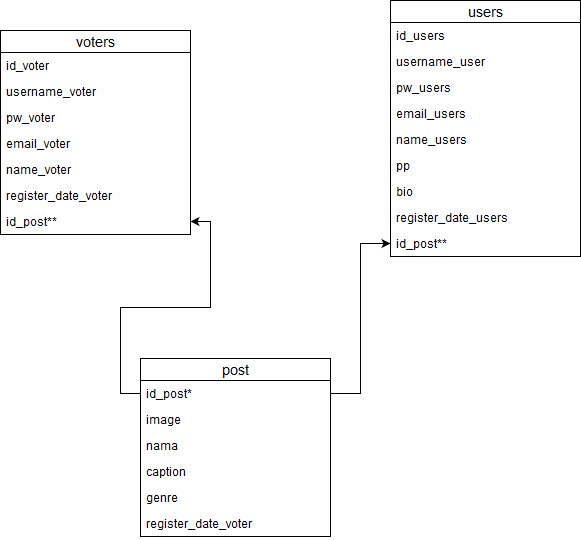 voters
id_voter
username_voter
pw_voter
email_voter
name_voter
register_date_voter
id_post**
users
id_users
username_user
pw_users
email_users
name_users
pp
bio
register_date_users
id_post**
post
id_post*
image
nama
caption
genre
register_date_voter